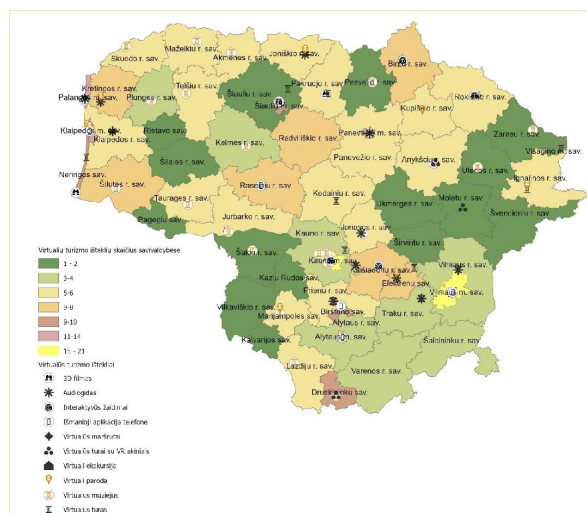 Skuodo r. sav.
Mažeikių r. sav.
Akmenės r. sav.
Joniškio r. sav.
Biržų r. sav.
Kretingos r. sav.
Palangos m. sav.
Plungės r. sav.
Telšių r. sav.
Šiaulių r. sav.
Šiaulių m. sav.
Pakruojo r. sav.
Pasvalio r. sav.
Kupiškio r. sav.
Rokiškio r. sav.
Klaipėdos m. sav.
Klaipėdos r. sav.
Rietavo sav.
Kelmės r. sav.
Radviliškio r. sav.
Panevėžio m. sav.
Panevėžio r. sav.
Anykščių r. sav.
Zarasų r. sav.
Visagino m. sav.
Utenos r. sav.
Ignalinos r. sav.
Neringos sav.
Šilutės r. sav.
Šilalės r. sav.
Raseinių r. sav.
Kėdainių r. sav.
Ukmergės r. sav.
Molėtų r. sav.
Švenčionių r. sav.
Tauragės r. sav.
Pagėgių sav.
Jurbarko r. sav.
Jonavos r. sav.
Širvintų r. sav.
Kauno r. sav.
Šakių r. sav.
Kazlų Rūdos sav.
Kaišiadorių r. sav.
Elektrėnų sav.
Vilniaus r. sav.
Vilniaus m. sav.
Prienų r. sav.
Birštono sav.
Vilkaviškio r. sav.
Marijampolės sav.
Trakų r. sav.
Alytaus r. sav.
Alytaus m. sav.
Kalvarijos sav.
Šalčininkų r. sav.
Lazdijų r. sav.
Varėnos r. sav.
Druskininkų sav.
Virtualių turizmo išteklių skaičius savivalcybėse
1 - 2
3-4
5-6
9-8
9-10
11-14
15 - 21
Virtualūs turizmo ištekliai
3D filmas
Audiogidas
Interaktyvūs žaidimai
Išmanioji aplikacija telefone
Virtualūs maršrutai
Virtualūs turai su VR akiniais
Virtuali ekskursija
Virtuali paroda
Virtualus muziejus
Virtualus turas